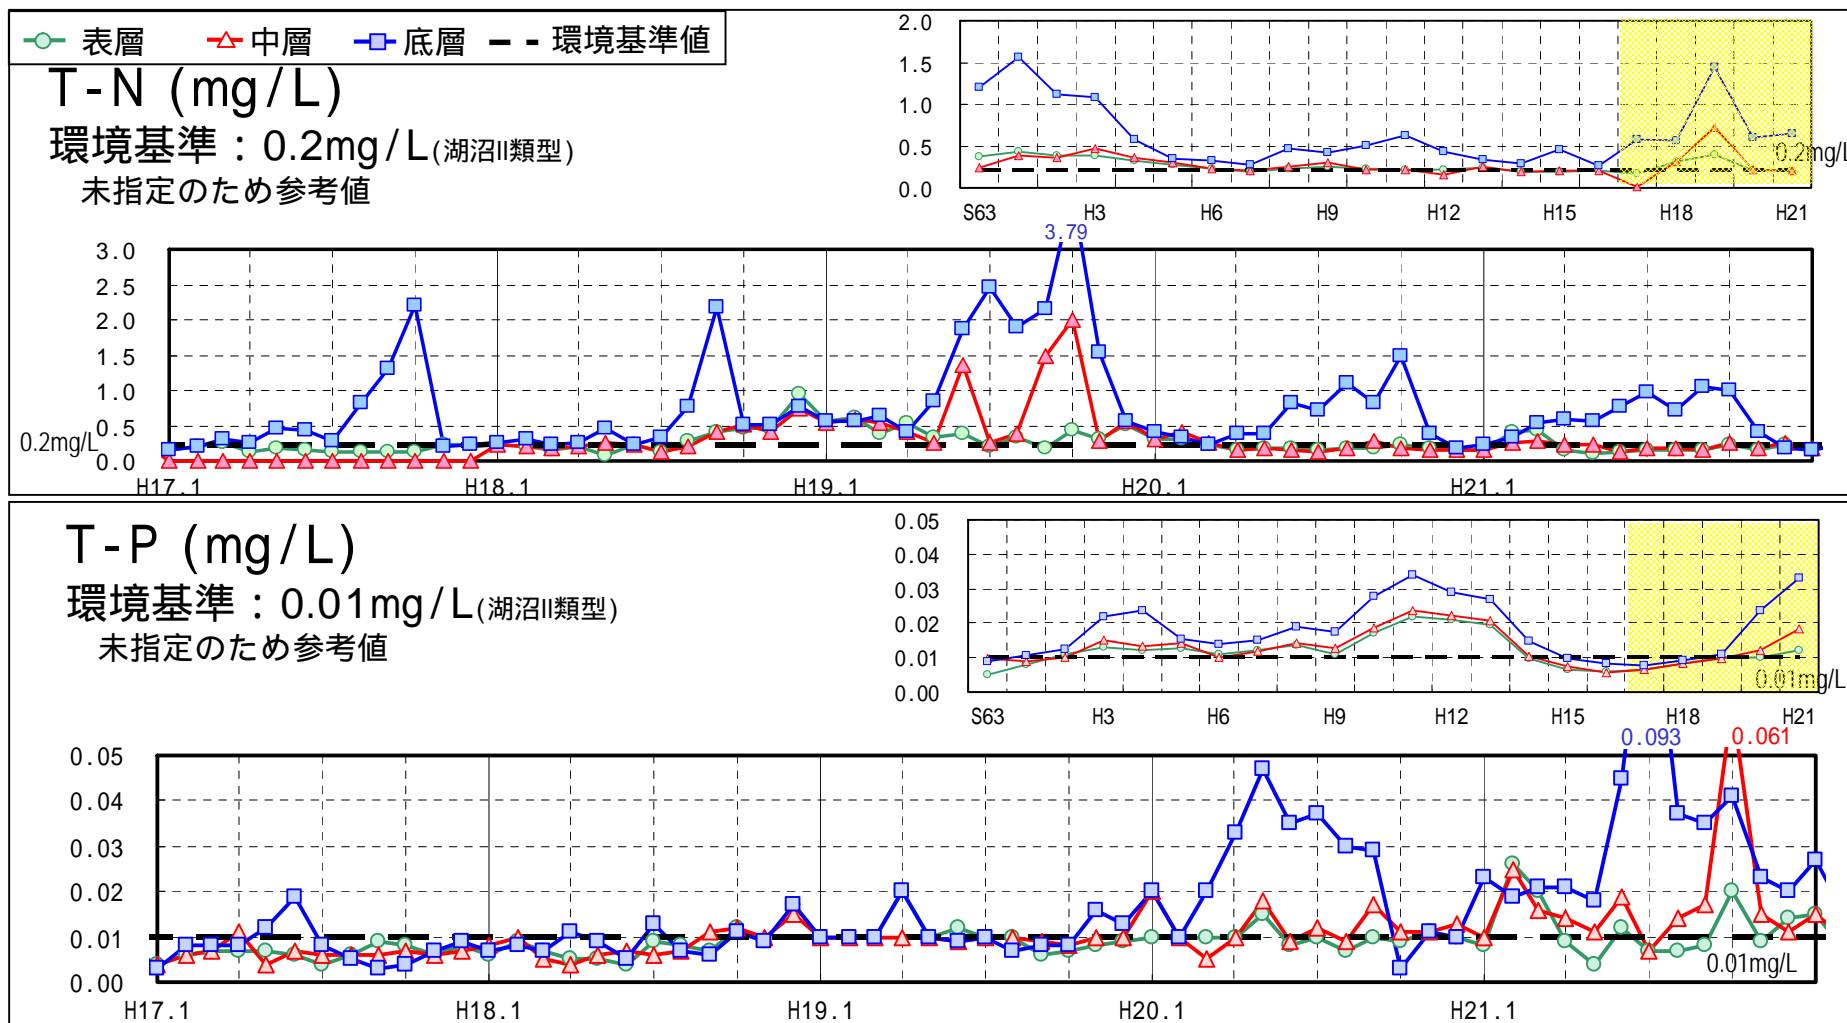 表層 中層 底層 環境基準値
T-N (mg/L)
環境基準：0.2mg/L(湖沼II類型)
未指定のため参考値
2.0
1.5
1.0
0.5
0.0
0.2mg/L
S63 H3 H6 H9 H12 H15 H18 H21
3.79
3.0
2.5
2.0
1.5
1.0
0.5
0.0
0.2mg/L
H17.1 H18.1 H19.1 H20.1 H21.1
T-P (mg/L)
環境基準：0.01mg/L(湖沼II類型)
未指定のため参考値
0.05
0.04
0.03
0.02
0.01
0.00
0.01mg/L
S63 H3 H6 H9 H12 H15 H18 H21
0.093 0.061
0.05
0.04
0.03
0.02
0.01
0.00
0.01mg/L
H17.1 H18.1 H19.1 H20.1 H21.1